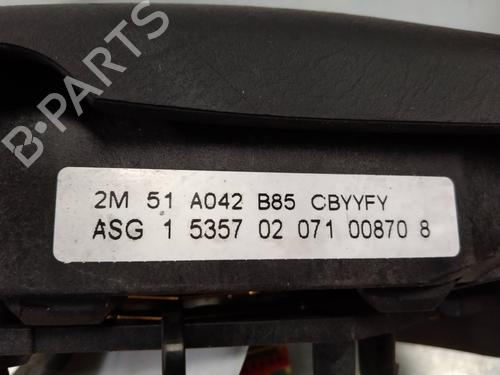 B-PARTS
2M 51 A042 B85 CBYYFY
ASG 1 5357 02 071 00870 8